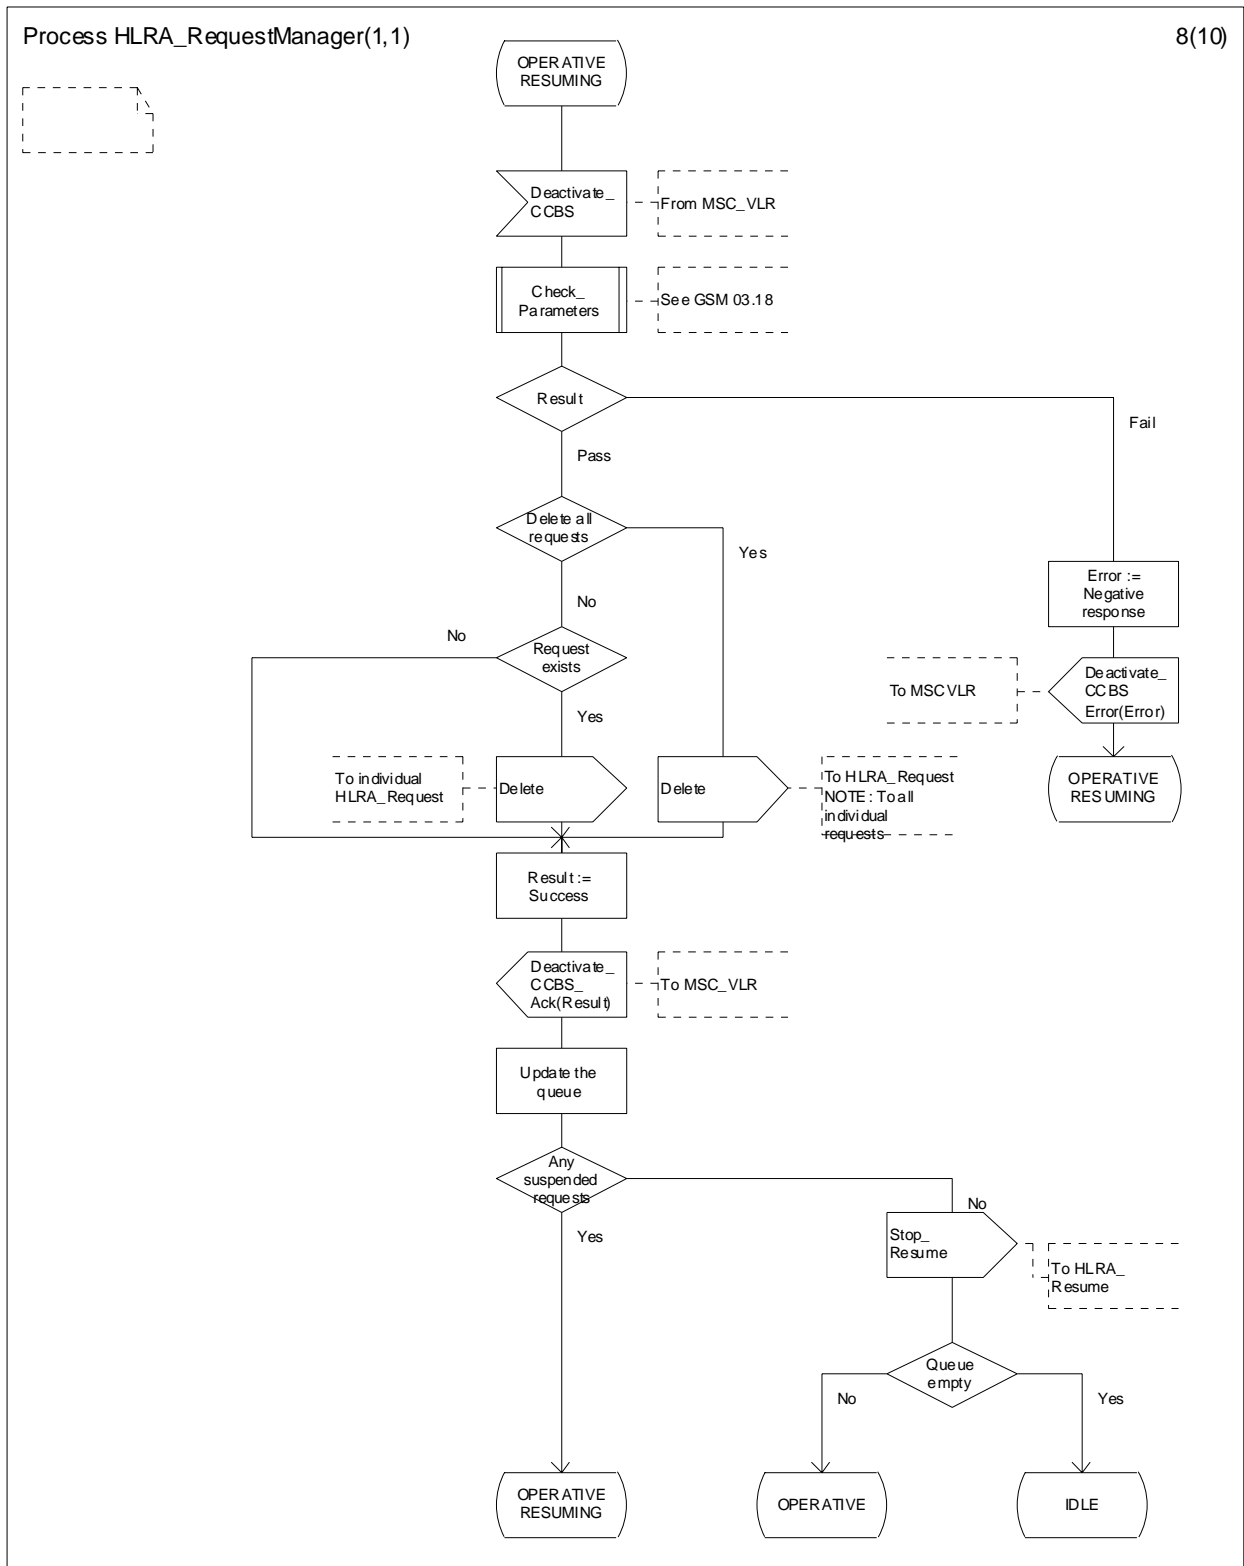 Process HLRA_RequestManager(1,1)
8(10)
OPERATIVE
RESUMING
Deactivate_
CCBS
From MSC_VLR
Check_
Parameters
See GSM 03.18
Result
Fail
Pass
Delete all
requests
Yes
No
Error :=
Negative
response
No
Request
exists
To MSCVLR
Deactivate_
CCBS
Error(Error)
Yes
To individual
HLRA_Request
Delete
Delete
To HLRA_Request
NOTE: To all
individual
requests
OPERATIVE
RESUMING
Result :=
Success
Deactivate_
CCBS_
Ack(Result)
To MSC_VLR
Update the
queue
Any
suspended
requests
No
Yes
Stop_
Resume
To HLRA_
Resume
Queue
empty
No
Yes
OPERATIVE
RESUMING
OPERATIVE
IDLE